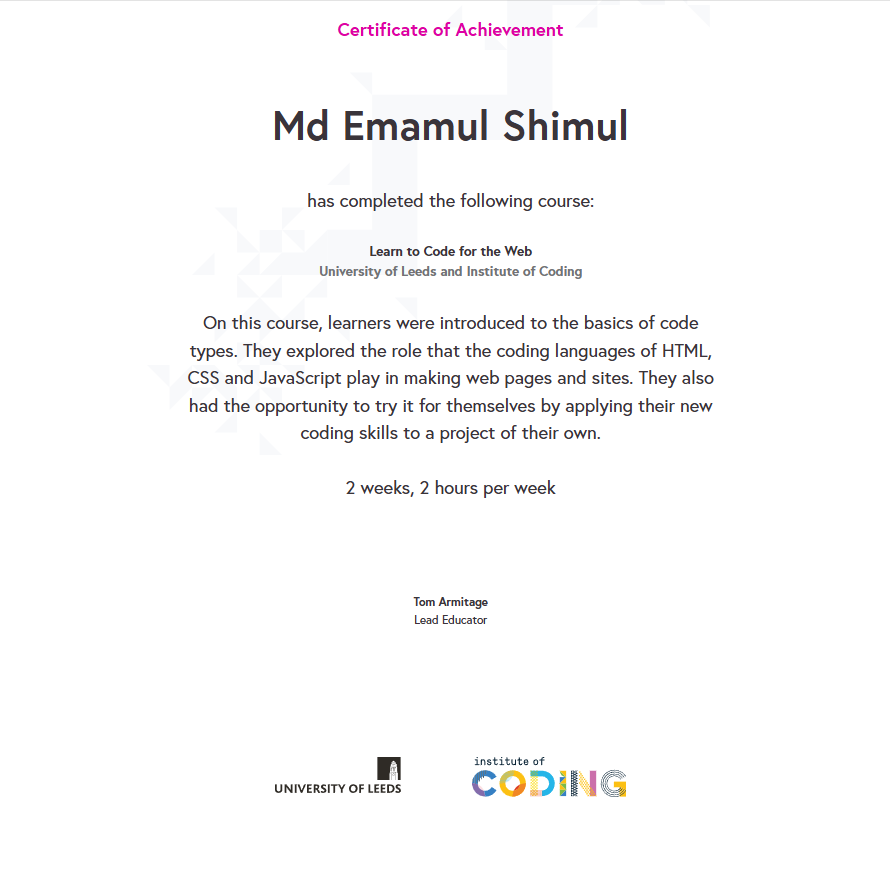 Certificate of Achievement
Md Emamul Shimul
has completed the following course:
Learn to Code for the Web
University of Leeds and Institute of Coding
On this course, learners were introduced to the basics of code
types. They explored the role that the coding languages of HTML,
CSS and JavaScript play in making web pages and sites. They also
had the opportunity to try it for themselves by applying their new
coding skills to a project of their own.
2 weeks, 2 hours per week
Tom Armitage
Lead Educator
UNIVERSITY OF LEEDS
institute of
CODING